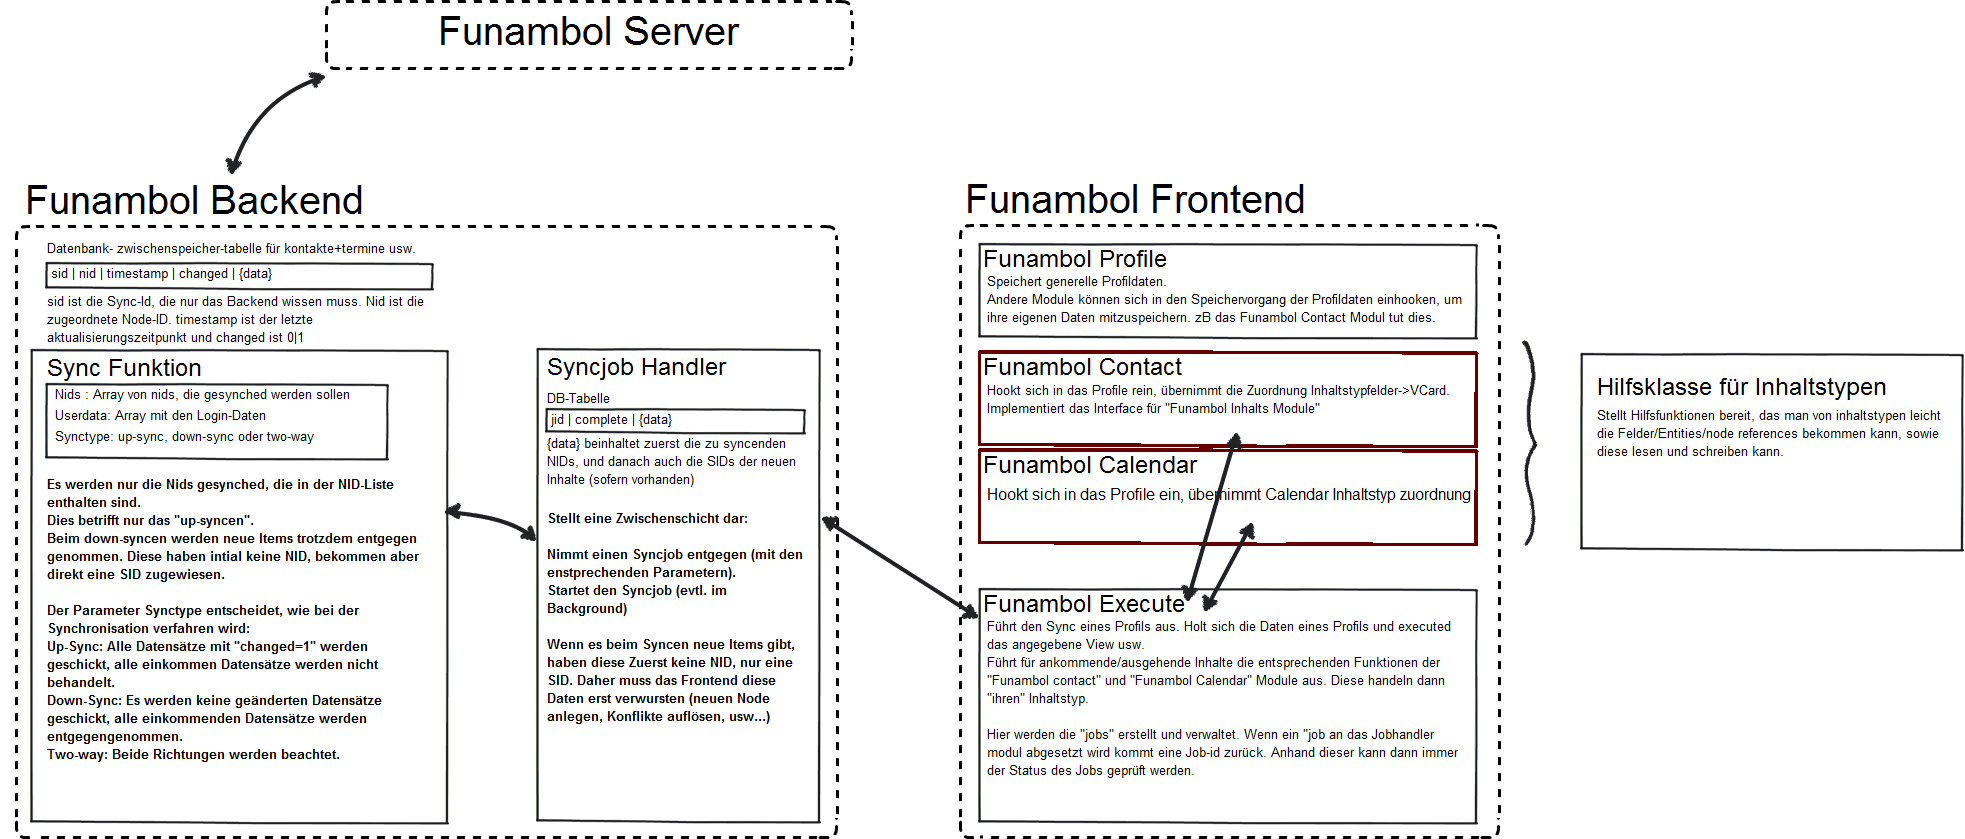 Funambol Server
Funambol Backend
Datenbank- zwischenspeicher-tabelle für kontakte+termine usw.
sid | nid | timestamp | changed | {data}
sid ist die Sync-Id, die nur das Backend wissen muss. Nid ist die
zugeordnete Node-ID. timestamp ist der letzte
aktualisierungszeitpunkt und changed ist 0|1
Sync Funktion
Nids : Array von nids, die gesynched werden sollen
Userdata: Array mit den Login-Daten
Synctype: up-sync, down-sync oder two-way
Es werden nur die Nids gesynched, die in der NID-Liste
enthalten sind.
Dies betrifft nur das "up-syncen".
Beim down-syncen werden neue Items trotzdem entgegen
genommen. Diese haben intial keine NID, bekommen aber
direkt eine SID zugewiesen.
Der Parameter Synctype entscheidet, wie bei der
Synchronisation verfahren wird:
Up-Sync: Alle Datensätze mit "changed=1" werden
geschickt, alle einkommen Datensätze werden nicht
behandelt.
Down-Sync: Es werden keine geänderten Datensätze
geschickt, alle einkommenden Datensätze werden
entgegengenommen.
Two-way: Beide Richtungen werden beachtet.
Syncjob Handler
DB-Tabelle
jid | complete | {data}
{data} beinhaltet zuerst die zu syncenden
NIDs, und danach auch die SIDs der neuen
Inhalte (sofern vorhanden)
Stellt eine Zwischenschicht dar:
Nimmt einen Syncjob entgegen (mit den
enstprechenden Parametern).
Startet den Syncjob (evtl. im
Background)
Wenn es beim Syncen neue Items gibt,
haben diese Zuerst keine NID, nur eine
SID. Daher muss das Frontend diese
Daten erst verwursten (neuen Node
anlegen, Konflikte auflösen, usw...)
Funambol Frontend
Funambol Profile
Speichert generelle Profildaten.
Andere Module können sich in den Speichervorgang der Profildaten einhooken, um
ihre eigenen Daten mitzuspeichern. zB das Funambol Contact Modul tut dies.
Funambol Contact
Hookt sich in das Profile rein, übernimmt die Zuordnung Inhaltstypfelder->VCard.
Implementiert das Interface für "Funambol Inhalts Module"
Funambol Calendar
Hookt sich in das Profile ein, übernimmt Calendar Inhaltstyp zuordnung
Funambol Execute
Führt den Sync eines Profils aus. Holt sich die Daten eines Profils und executed
das angegebene View usw.
Führt für ankommende/ausgehende Inhalte die entsprechenden Funktionen der
"Funambol contact" und "Funambol Calendar" Module aus. Diese handeln dann
"ihren" Inhaltstyp.
Hier werden die "jobs" erstellt und verwaltet. Wenn ein "job an das Jobhandler
modul abgesetzt wird kommt eine Job-id zurück. Anhand dieser kann dann immer
der Status des Jobs geprüft werden.
Hilfsklasse für Inhaltstypen
Stellt Hilfsfunktionen bereit, das man von inhaltstypen leicht
die Felder/Entities/node references bekommen kann, sowie
diese lesen und schreiben kann.